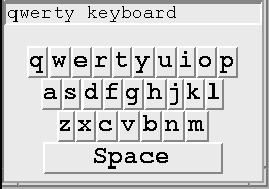 qwerty keyboard
q w e r t y u i o p
a s d f g h j k l
z x c v b n m
Space